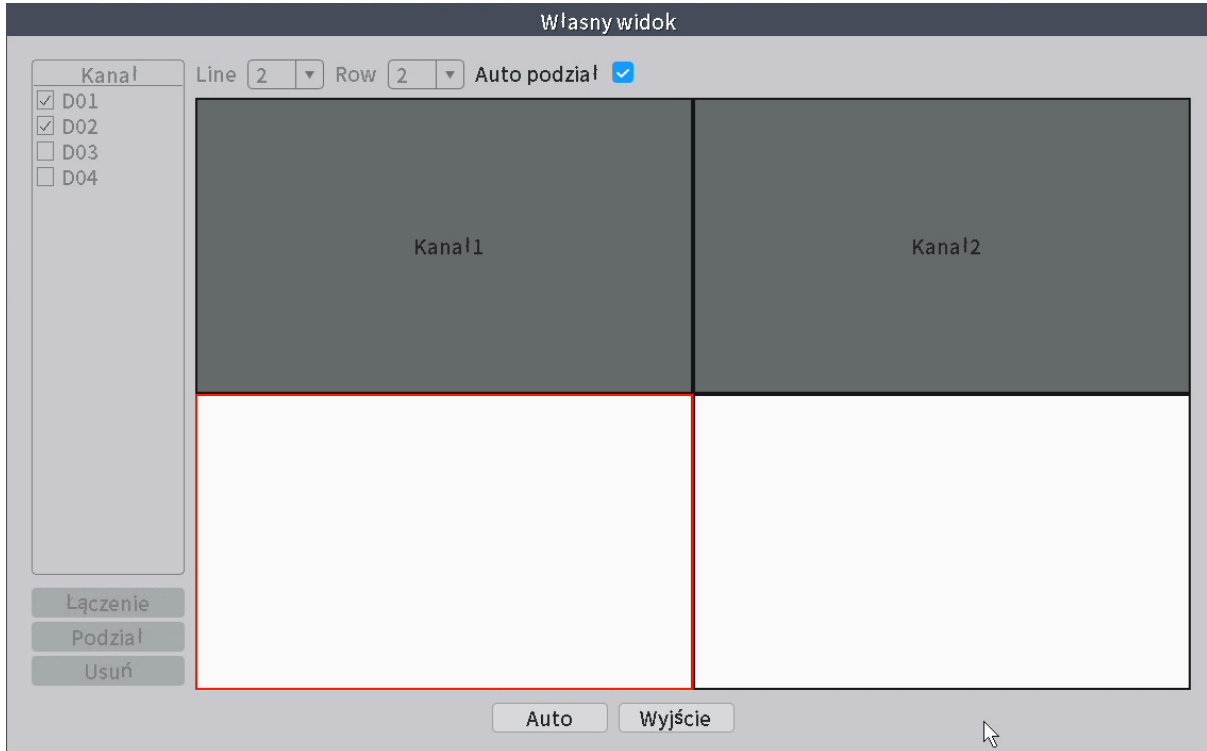 Własny widok
Kanał
Line 2 Row 2 Auto podział
D01
D02
D03
D04
Kanał1
Kanał2
Łączenie
Podział
Usuń
Auto
Wyjście